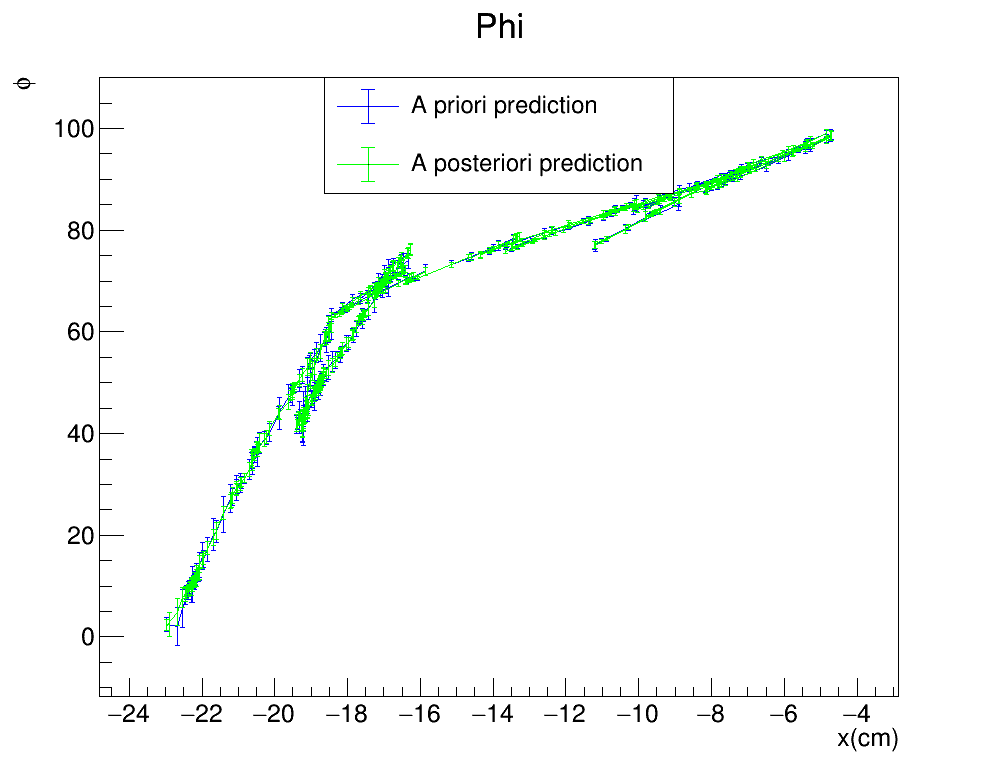 Phi
ϕ
A priori prediction
A posteriori prediction
100
80
60
40
20
0
−24 −22 −20 −18 −16 −14 −12 −10 −8 −6 −4
x(cm)